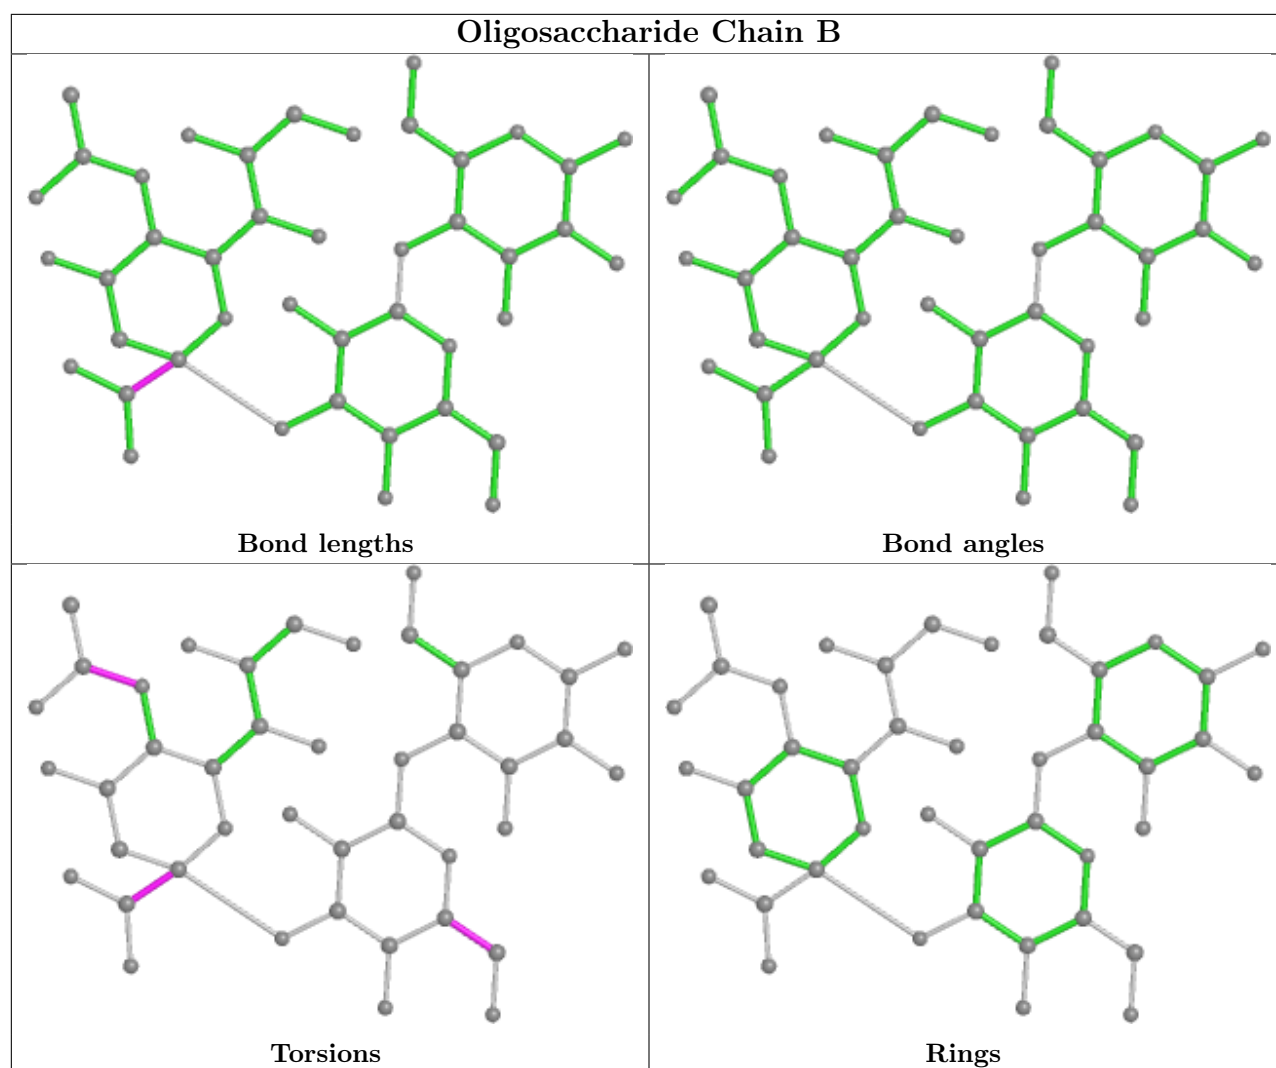 Oligosaccharide Chain B
Bond lengths
Bond angles
Torsions
Rings